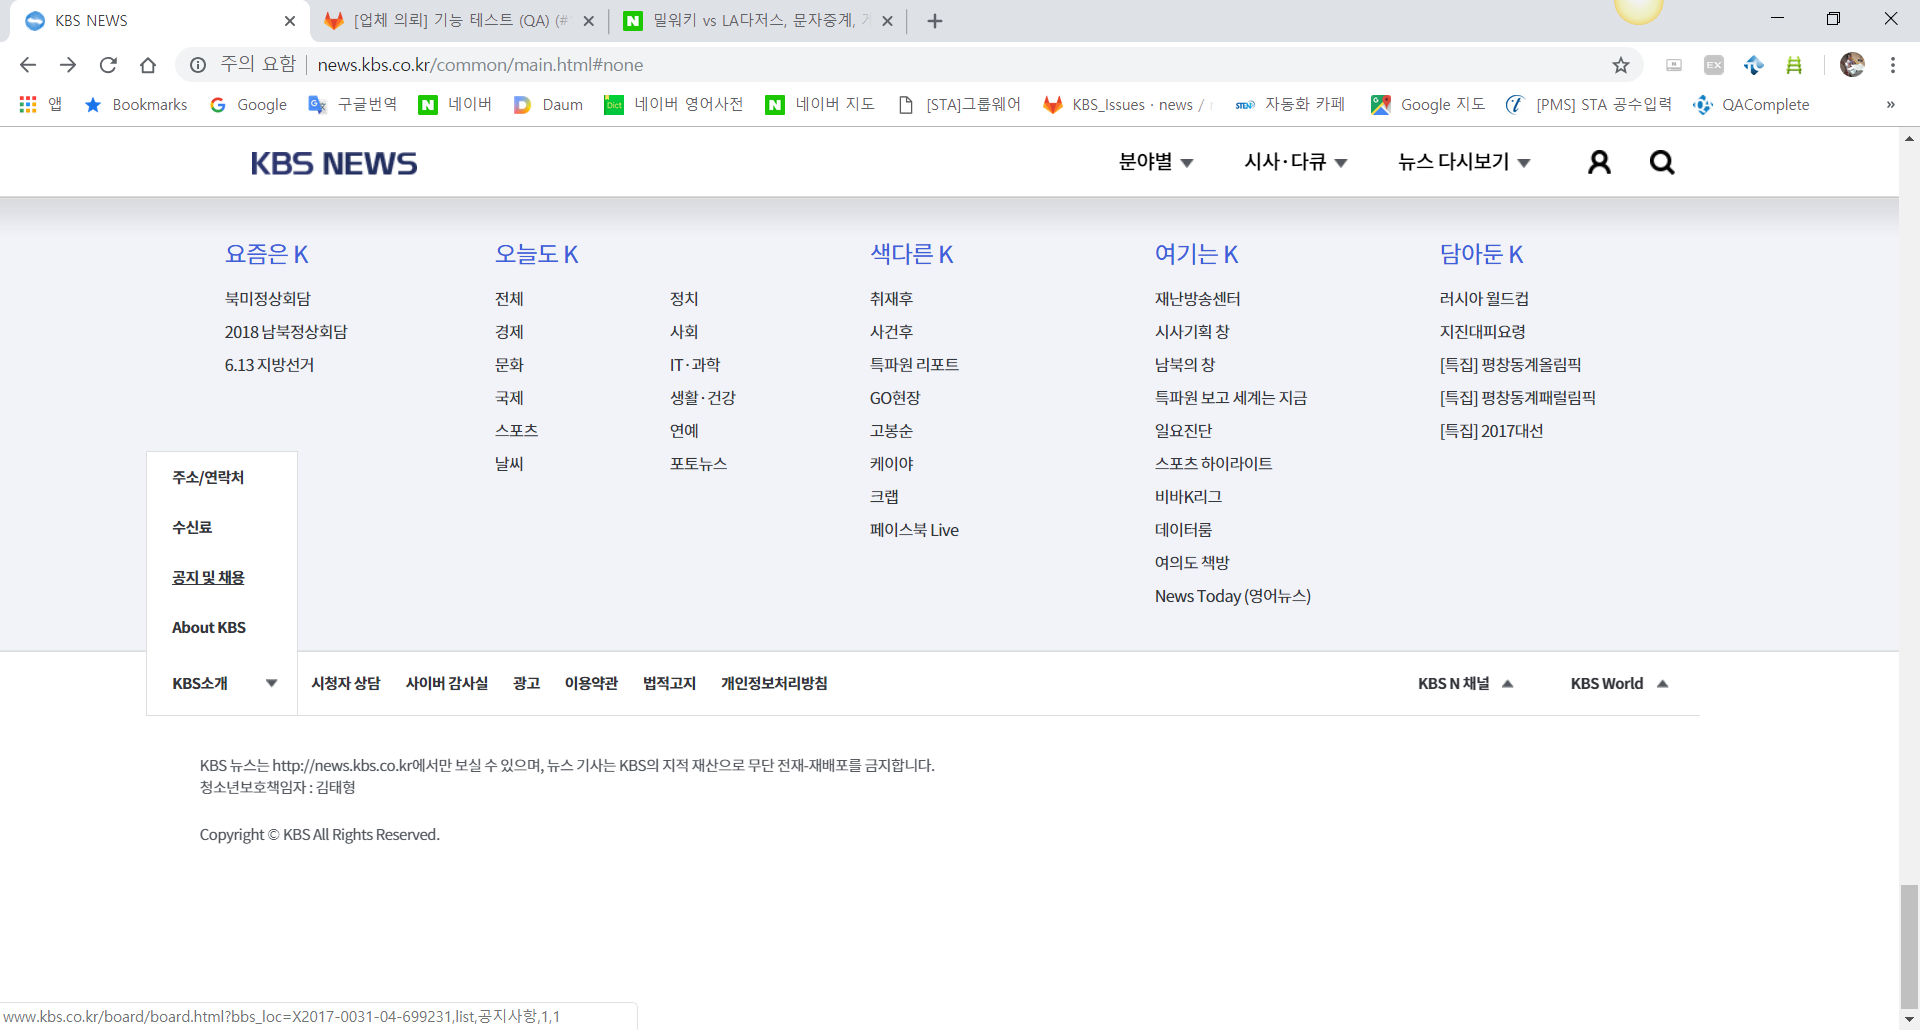 KBS NEWS
[업체 의뢰] 기능 테스트 (QA) (#
밀워키 vs LA다저스, 문자중계,
주의 요함 news.kbs.co.kr/common/main.html#none
앱 Bookmarks Google 구글번역 네이버 Daum 네이버 영어사전 네이버 지도 [STA]그룹웨어 KBS_Issues · news / 자동화 카페 Google 지도 [PMS] STA 공수입력 QAComplete »
KBS NEWS 분야별 시사·다큐 뉴스 다시보기
요즘은 K
북미정상회담
2018 남북정상회담
6.13 지방선거
오늘도 K
전체 정치
경제 사회
문화 IT·과학
국제 생활·건강
스포츠 연예
날씨 포토뉴스
색다른 K
취재후
사건후
특파원 리포트
GO현장
고봉순
케이야
크랩
페이스북 Live
여기는 K
재난방송센터
시사기획 창
남북의 창
특파원 보고 세계는 지금
일요진단
스포츠 하이라이트
비바K리그
데이터룸
여의도 책방
News Today (영어뉴스)
담아둔 K
러시아 월드컵
지진대피요령
[특집] 평창동계올림픽
[특집] 평창동계패럴림픽
[특집] 2017대선
주소/연락처
수신료
공지 및 채용
About KBS
KBS소개 시청자 상담 사이버 감사실 광고 이용약관 법적고지 개인정보처리방침 KBS N 채널 KBS World
KBS 뉴스는 http://news.kbs.co.kr에서만 보실 수 있으며, 뉴스 기사는 KBS의 지적 재산으로 무단 전재-재배포를 금지합니다.
청소년보호책임자 : 김태형
Copyright © KBS All Rights Reserved.
www.kbs.co.kr/board/board.html?bbs_loc=X2017-0031-04-699231,list,공지사항,1,1